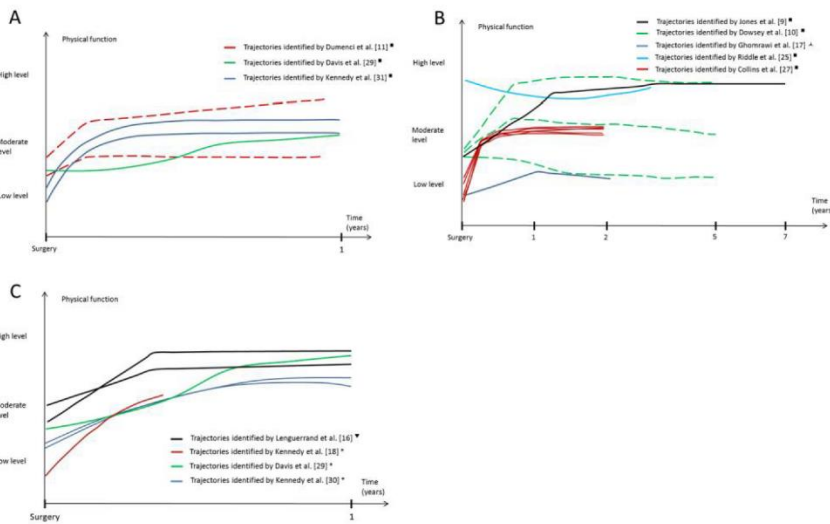 A
Physical function
Trajectories identified by Dumenci et al. [11] ■
Trajectories identified by Davis et al. [29] ■
Trajectories identified by Kennedy et al. [31] ■
High level
Moderate
level
Low level
Time
(years)
Surgery
1
B
Physical function
Trajectories identified by Jones et al. [9] ■
Trajectories identified by Dowsey et al. [10] ■
Trajectories identified by Ghomrawi et al. [17] ▵
Trajectories identified by Riddle et al. [25] ■
Trajectories identified by Collins et al. [27] ■
High level
Moderate
level
Low level
Time
(years)
Surgery
1
2
5
7
C
Physical function
High level
Moderate
level
Low level
Trajectories identified by Lenguerrand et al. [16] ▼
Trajectories identified by Kennedy et al. [18] *
Trajectories identified by Davis et al. [29] *
Trajectories identified by Kennedy et al. [30] *
Time
(years)
Surgery
1